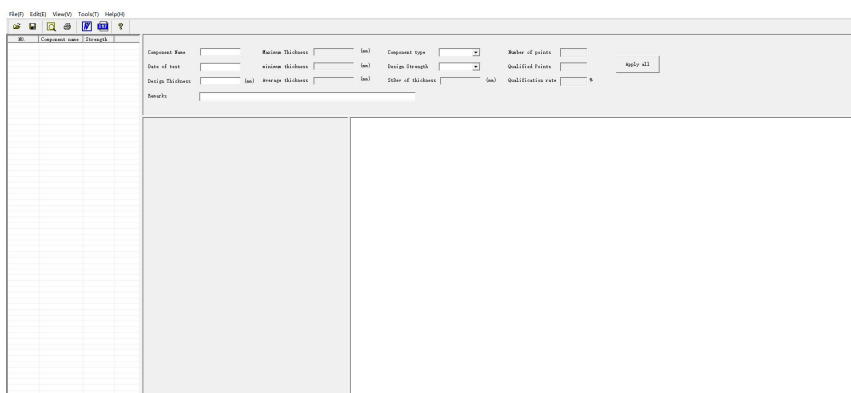 File(F) Edit(E) View(V) Tools(T) Help(H)
NO. Component name Strength
Component Name Maximum Thickness (mm) Component type Number of points
Date of test minimum thickness (mm) Design Strength Qualified Points Apply all
Design Thickness (mm) Average thickness (mm) StDev of thickness (mm) Qualification rate %
Remarks